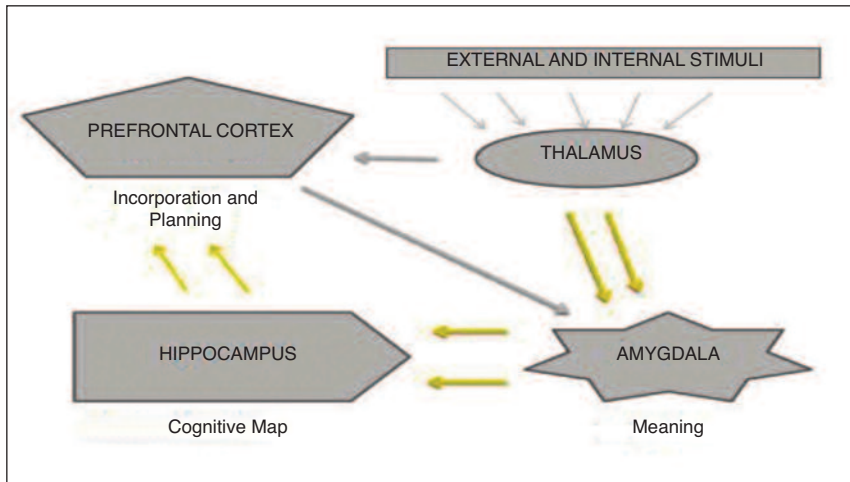 EXTERNAL AND INTERNAL STIMULI
PREFRONTAL CORTEX
THALAMUS
Incorporation and
Planning
HIPPOCAMPUS
AMYGDALA
Cognitive Map
Meaning